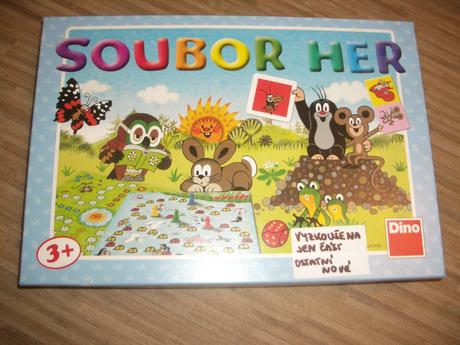 SOUBOR HER
3+
Dino
VYZKOUŠENA
JEN ČÁST
OSTATNÍ
NOVÉ